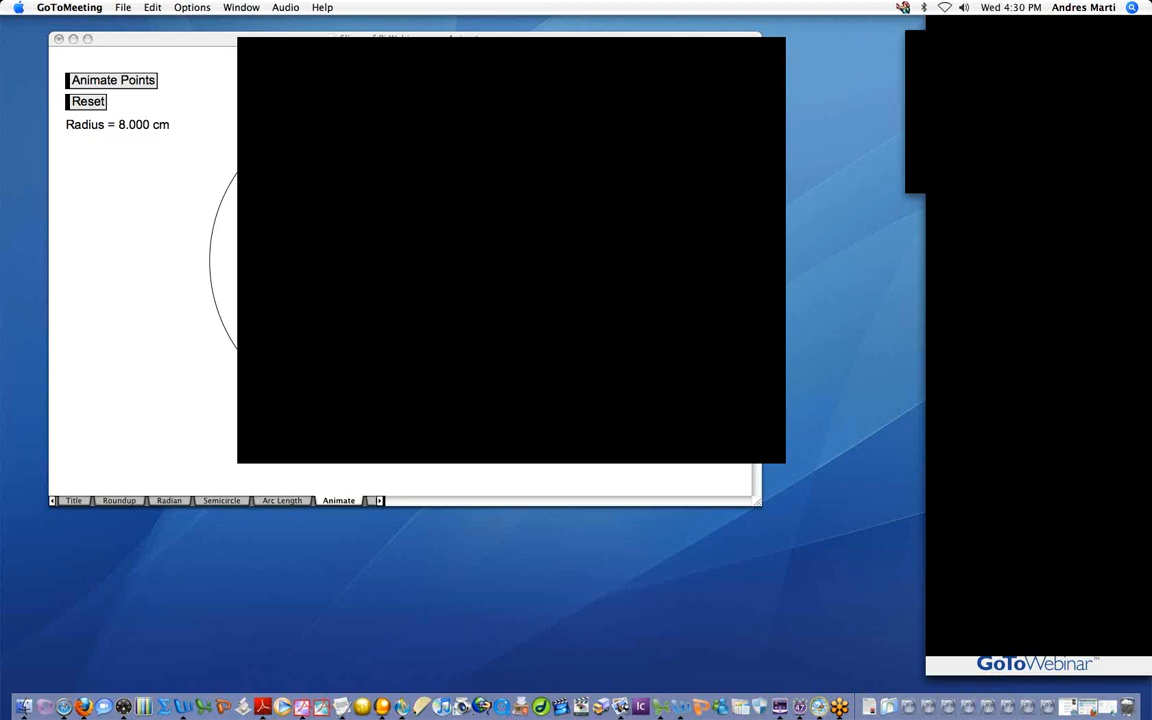 GoToMeeting File Edit Options Window Audio Help Wed 4:30 PM Andres Marti
Animate Points
Reset
Radius = 8.000 cm
Title Roundup Radian Semicircle Arc Length Animate
GoToWebinar